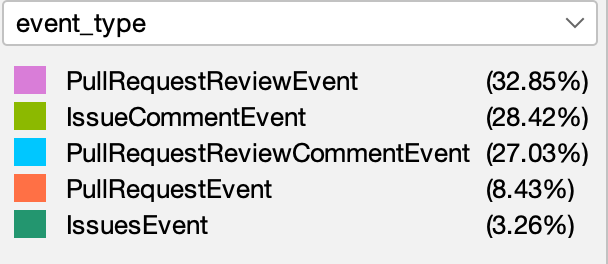 event_type
PullRequestReviewEvent (32.85%)
IssueCommentEvent (28.42%)
PullRequestReviewCommentEvent (27.03%)
PullRequestEvent (8.43%)
IssuesEvent (3.26%)